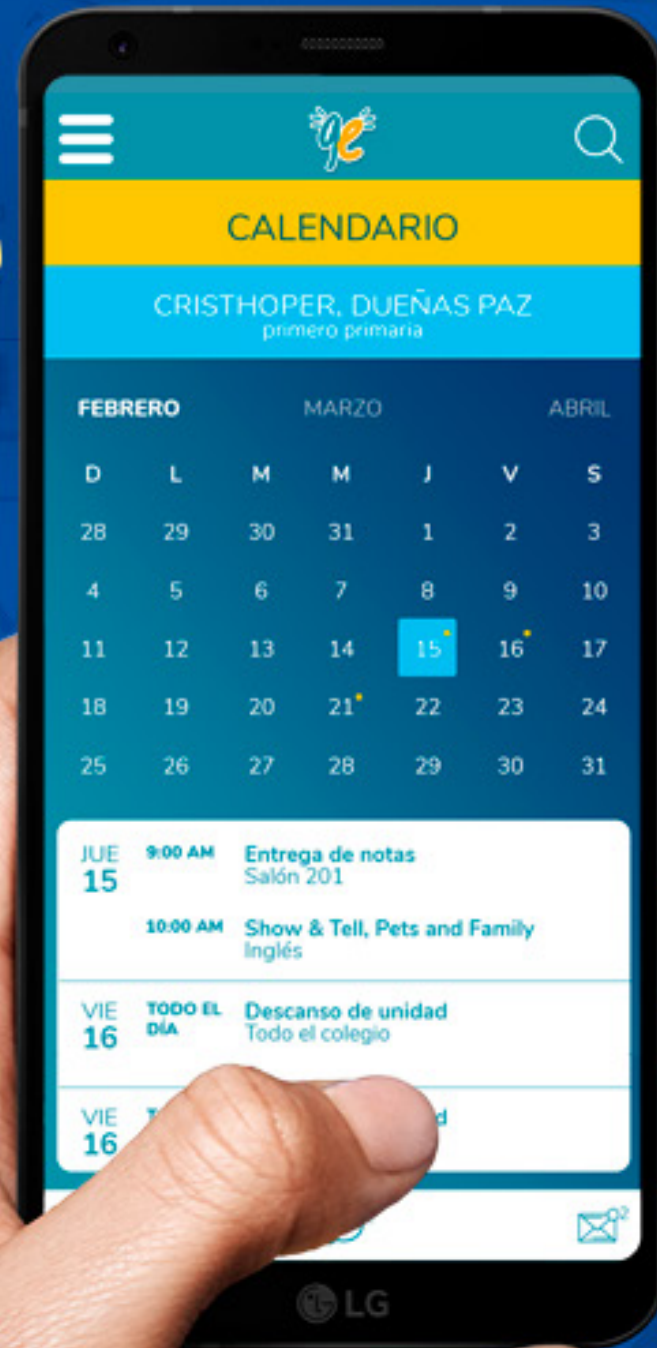 ge
CALENDARIO
CRISTHOPER, DUEÑAS PAZ
primero primaria
FEBRERO MARZO ABRIL
D L M M J V S
28 29 30 31 1 2 3
4 5 6 7 8 9 10
11 12 13 14 15 16 17
18 19 20 21 22 23 24
25 26 27 28 29 30 31
JUE 9:00 AM Entrega de notas
15 Salón 201
10:00 AM Show & Tell, Pets and Family
Inglés
VIE TODO EL Descanso de unidad
16 DÍA Todo el colegio
VIE
16
2
LG